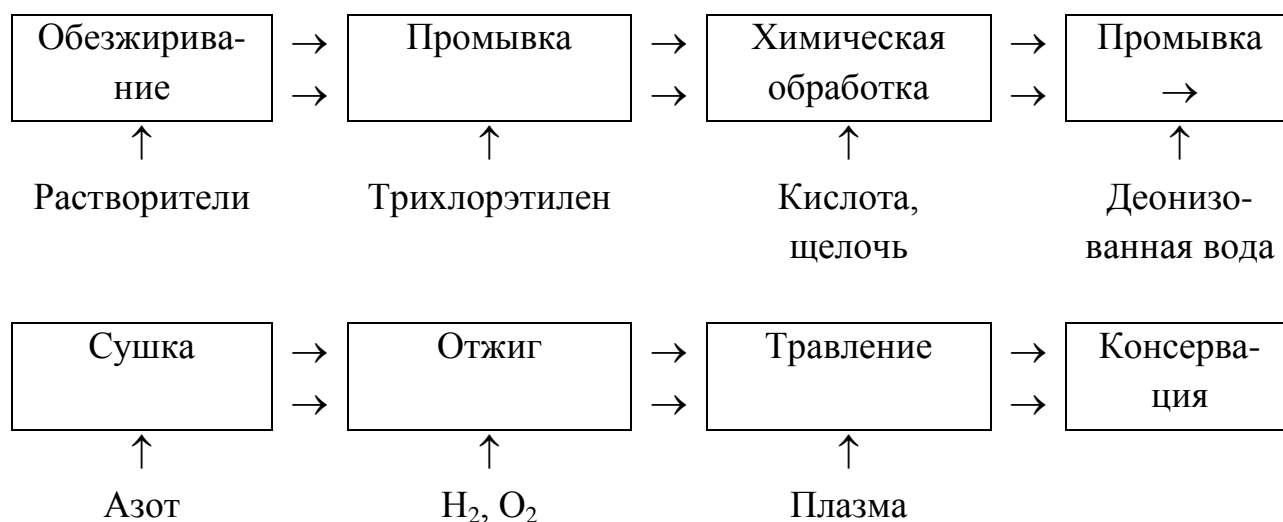 Обезжирива- → Промывка → Химическая → Промывка
ние → → обработка → →
↑ ↑ ↑ ↑
Растворители Трихлорэтилен Кислота, Деонизо-
щелочь ванная вода
Сушка → Отжиг → Травление → Консерва-
→ → → ция
↑ ↑ ↑
Азот H₂, O₂ Плазма